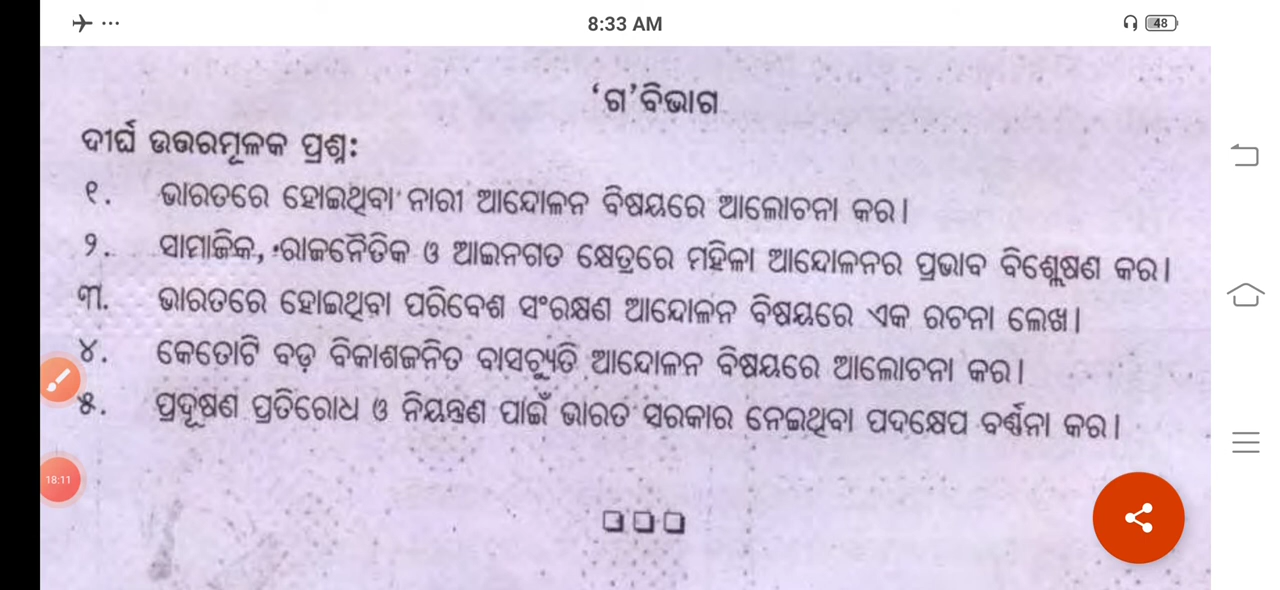 8:33 AM
48
‘ଗ’ ବିଭାଗ
ଦୀର୍ଘ ଉତ୍ତରମୂଳକ ପ୍ରଶ୍ନ:
୧. ଭାରତରେ ହୋଇଥିବା ନାରୀ ଆନ୍ଦୋଳନ ବିଷୟରେ ଆଲୋଚନା କର।
୨. ସାମାଜିକ, ରାଜନୈତିକ ଓ ଆଇନଗତ କ୍ଷେତ୍ରରେ ମହିଳା ଆନ୍ଦୋଳନର ପ୍ରଭାବ ବିଶ୍ଳେଷଣ କର।
୩. ଭାରତରେ ହୋଇଥିବା ପରିବେଶ ସଂରକ୍ଷଣ ଆନ୍ଦୋଳନ ବିଷୟରେ ଏକ ରଚନା ଲେଖ।
୪. କେତୋଟି ବଡ଼ ବିକାଶଜନିତ ବାସଚ୍ୟୁତି ଆନ୍ଦୋଳନ ବିଷୟରେ ଆଲୋଚନା କର।
୫. ପ୍ରଦୂଷଣ ପ୍ରତିରୋଧ ଓ ନିୟନ୍ତ୍ରଣ ପାଇଁ ଭାରତ ସରକାର ନେଇଥିବା ପଦକ୍ଷେପ ବର୍ଣ୍ଣନା କର।
18:11